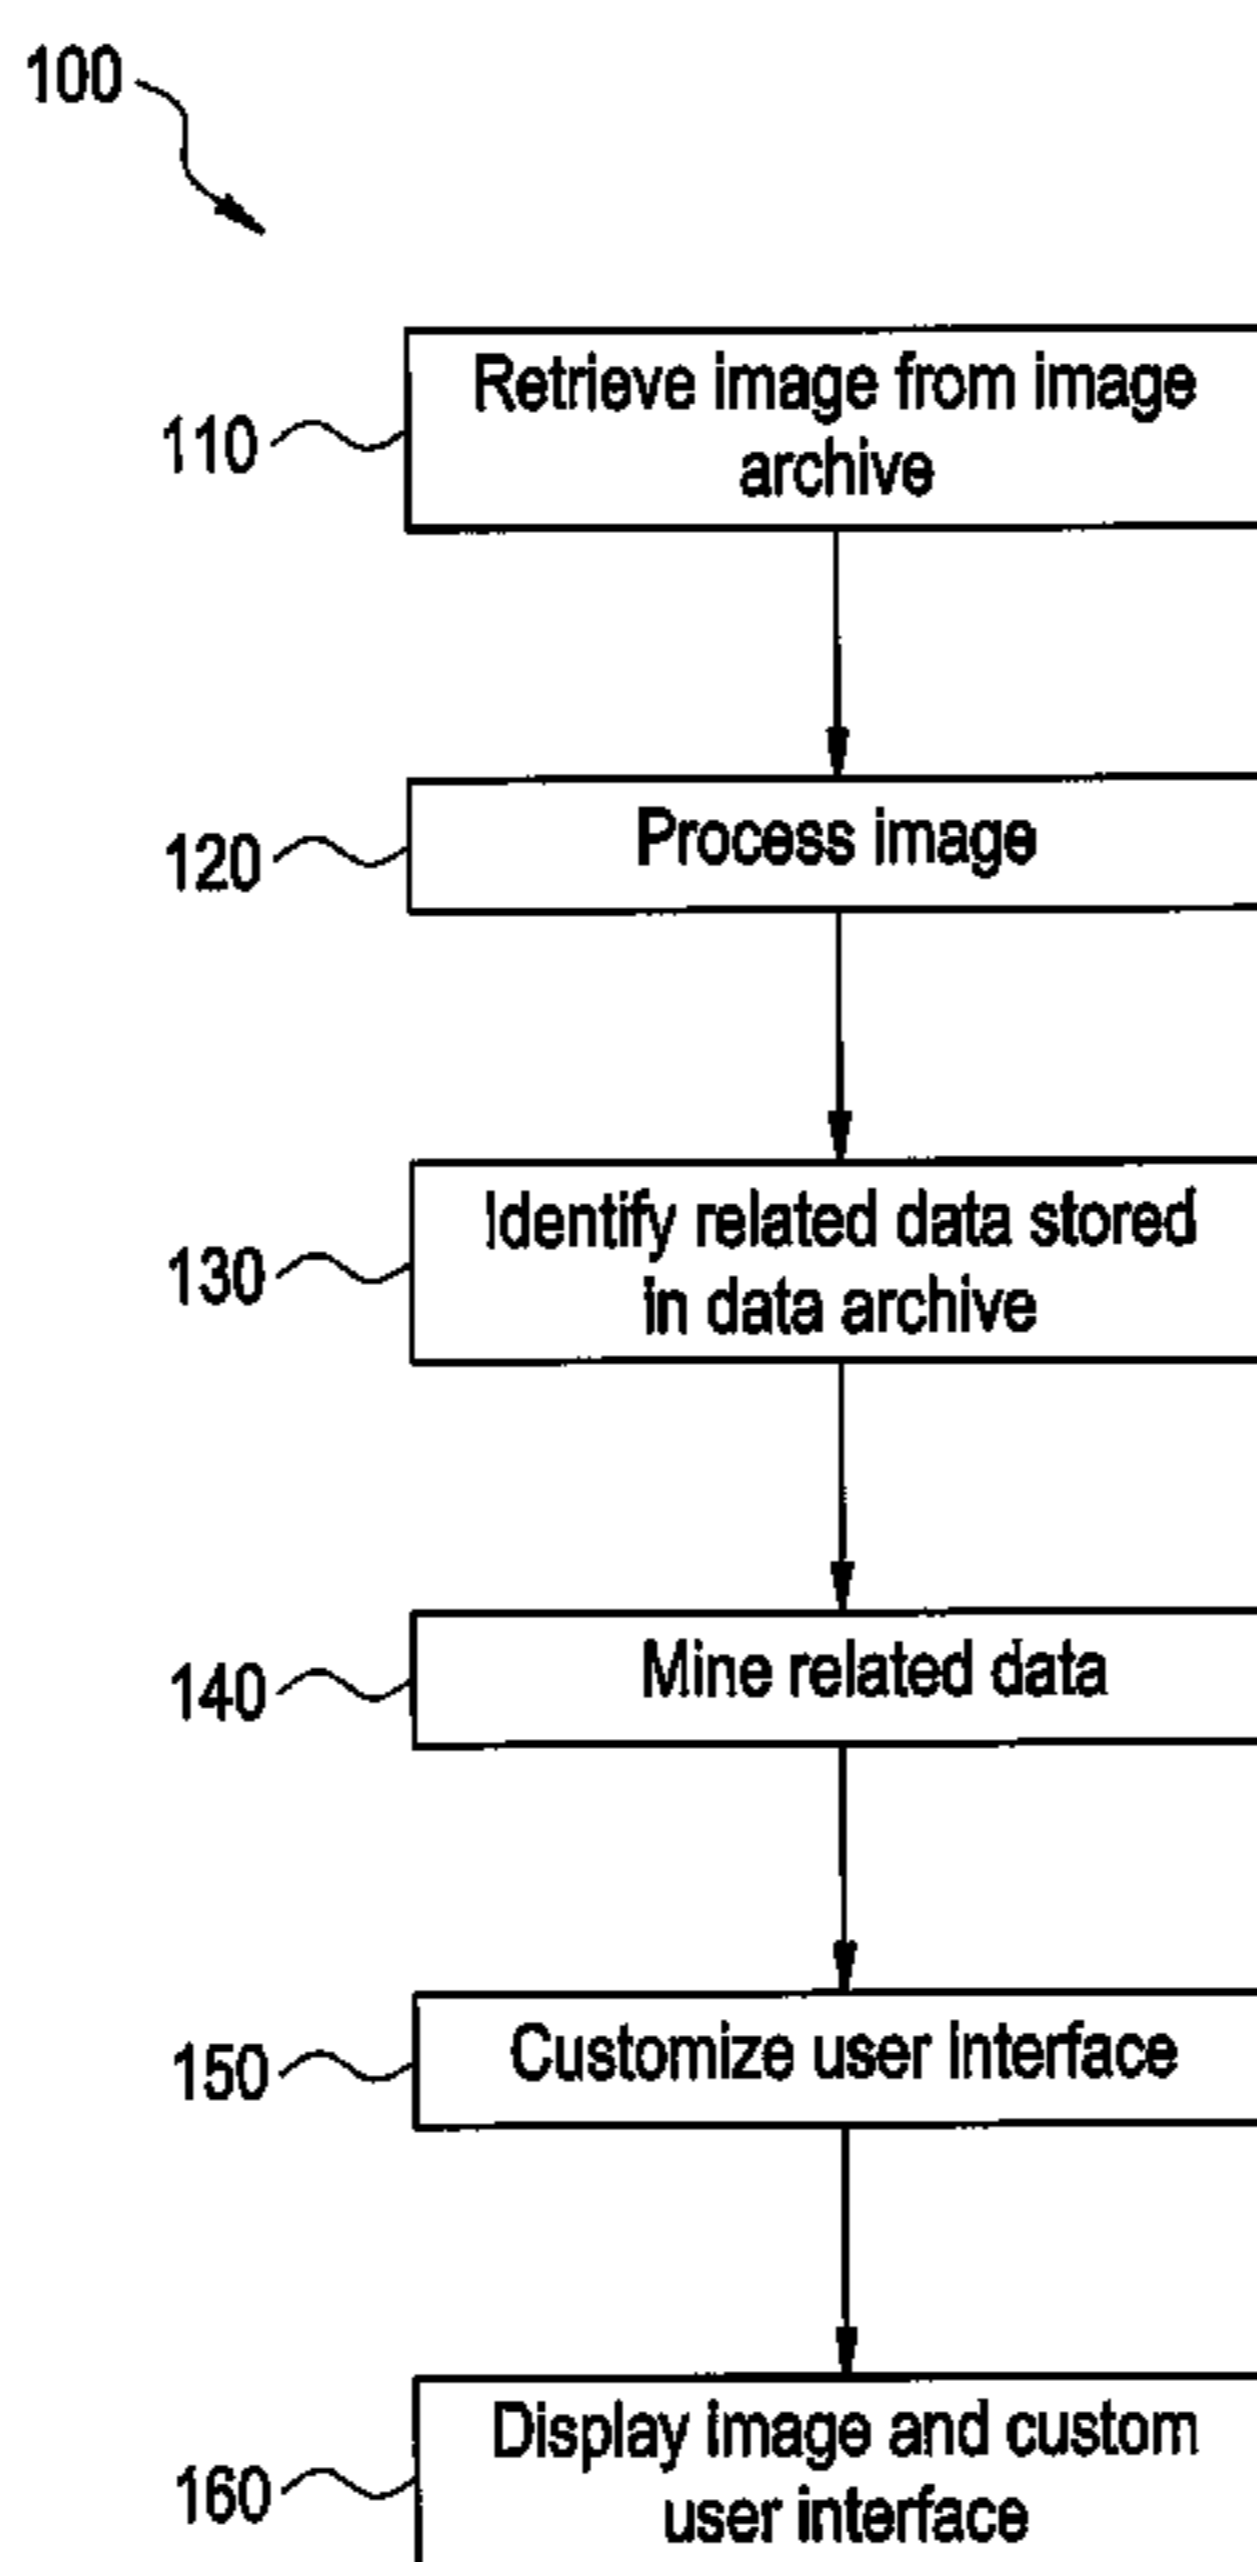 100
110
Retrieve image from image
archive
120
Process image
130
Identify related data stored
in data archive
140
Mine related data
150
Customize user interface
160
Display image and custom
user interface